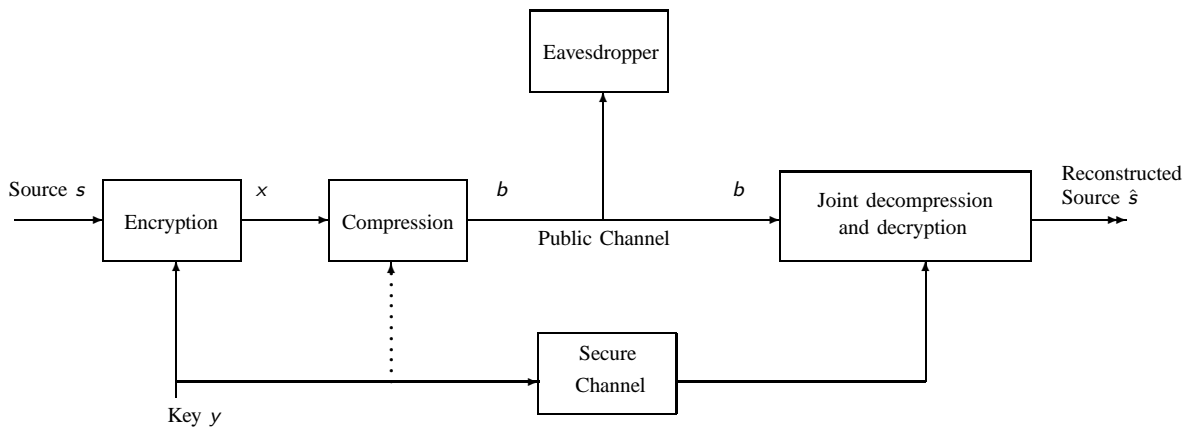 Eavesdropper
Source s
x
b
b
Reconstructed
Source ŝ
Encryption
Compression
Public Channel
Joint decompression
and decryption
Secure
Channel
Key y